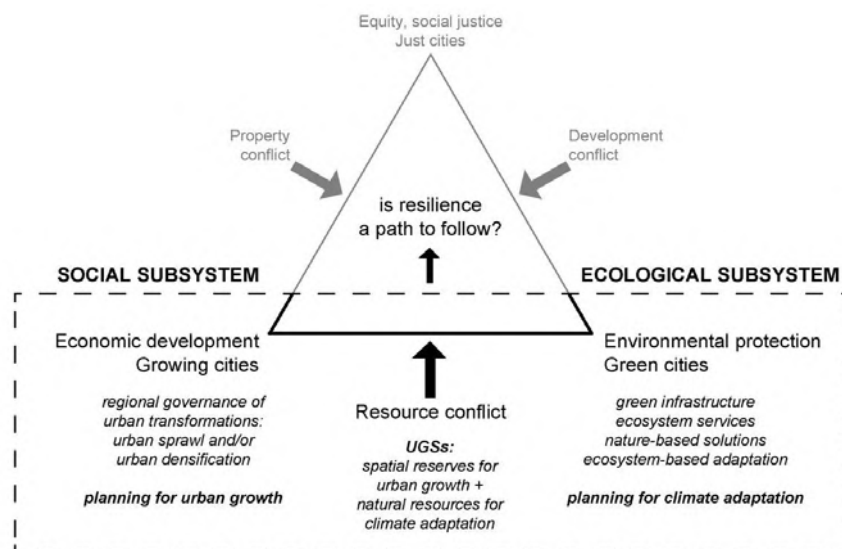 Equity, social justice
Just cities
Property
conflict
Development
conflict
is resilience
a path to follow?
SOCIAL SUBSYSTEM
ECOLOGICAL SUBSYSTEM
Economic development
Growing cities
regional governance of
urban transformations:
urban sprawl and/or
urban densification
planning for urban growth
Resource conflict
UGSs:
spatial reserves for
urban growth +
natural resources for
climate adaptation
Environmental protection
Green cities
green infrastructure
ecosystem services
nature-based solutions
ecosystem-based adaptation
planning for climate adaptation